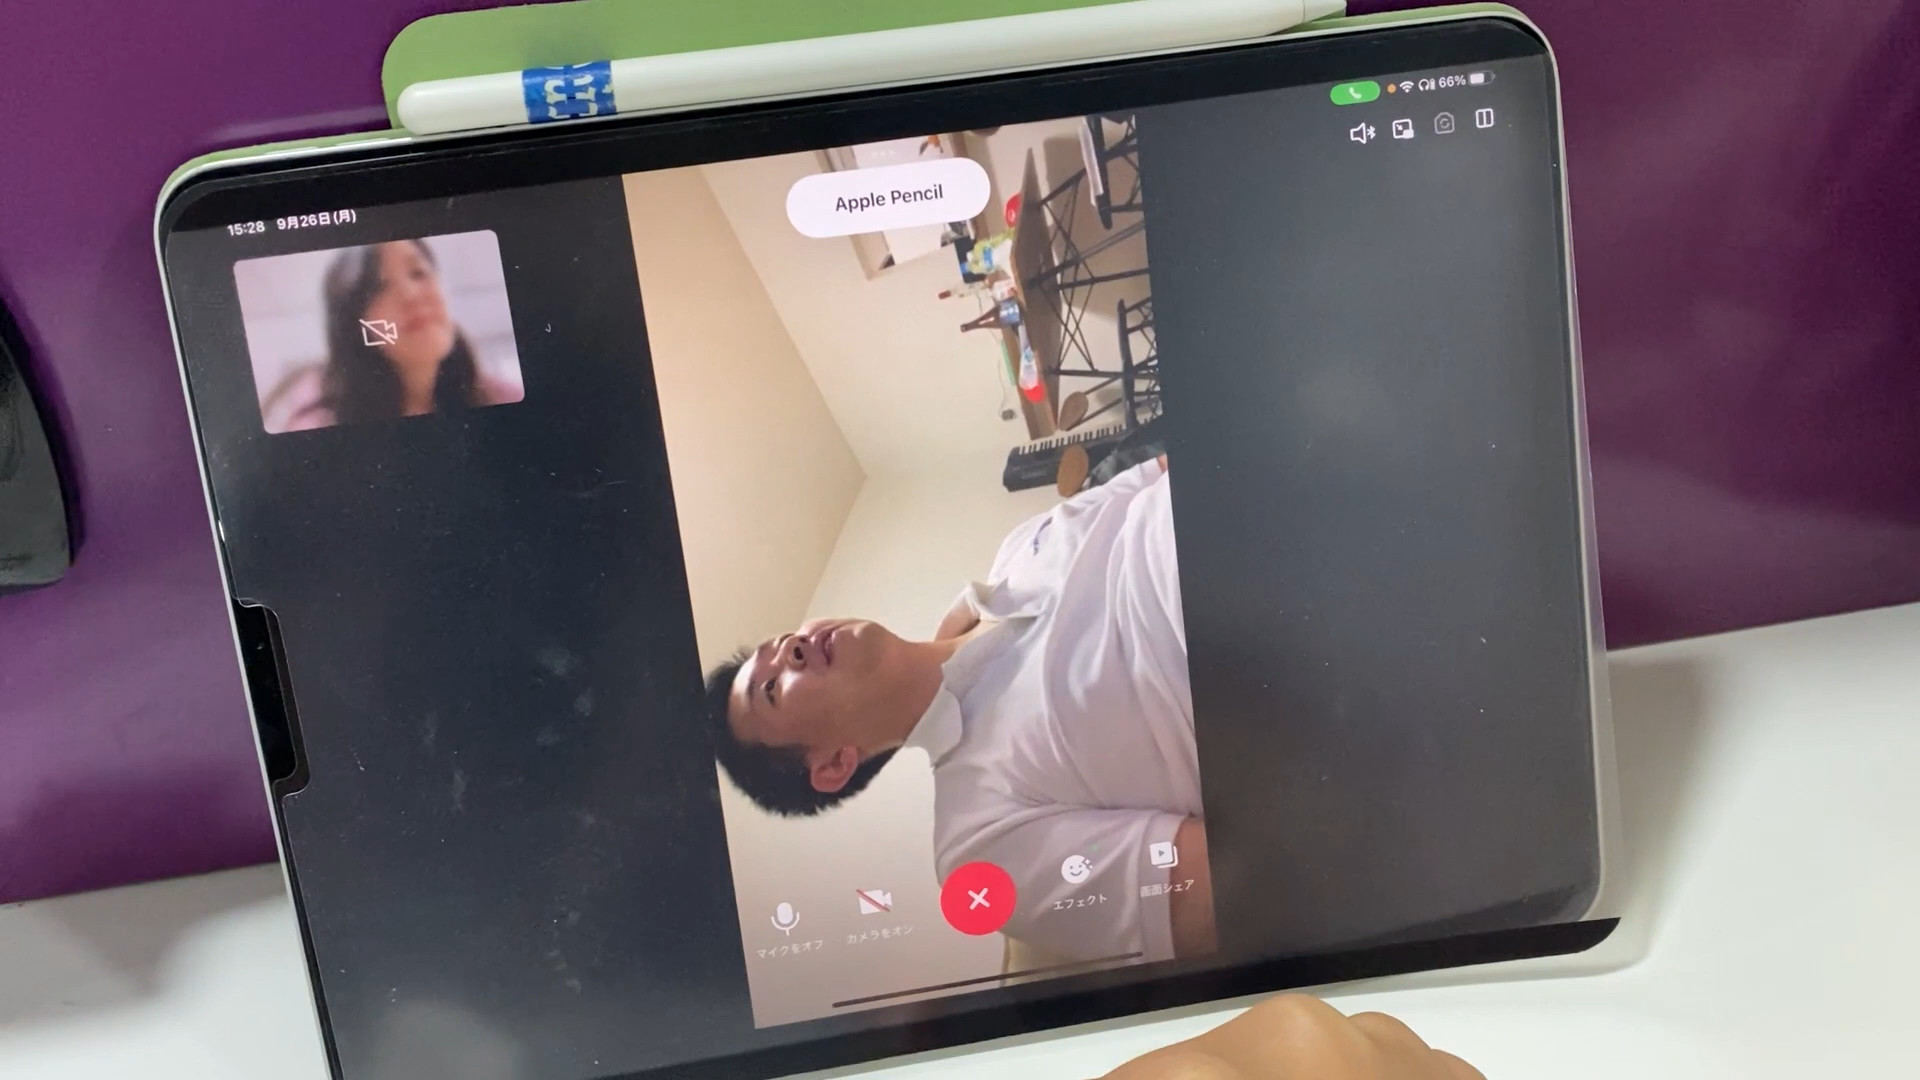 15:28 9月26日(月)
66%
Apple Pencil
マイクをオフ
カメラをオン
エフェクト
画面シェア